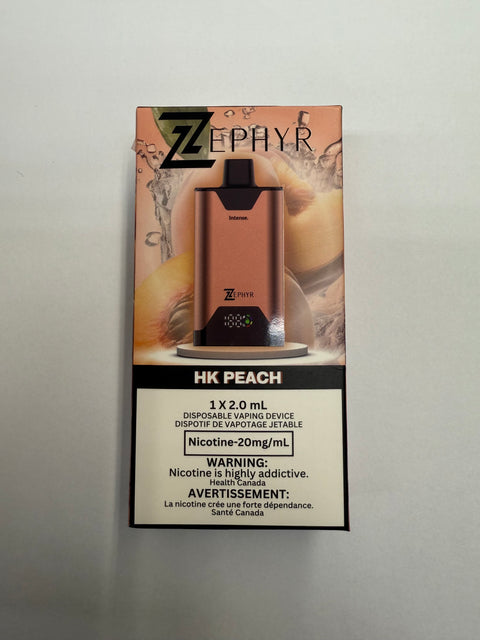 ZEPHYR
Intense.
ZEPHYR
HK PEACH
1 X 2.0 mL
DISPOSABLE VAPING DEVICE
DISPOTIF DE VAPOTAGE JETABLE
Nicotine-20mg/mL
WARNING:
Nicotine is highly addictive.
Health Canada
AVERTISSEMENT:
La nicotine crée une forte dépendance.
Santé Canada